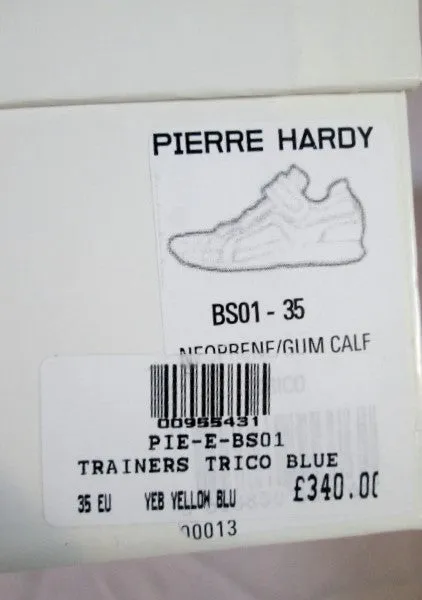 PIERRE HARDY
BS01 - 35
NEOPRENE/GUM CALF
00955431
PIE-E-BS01
TRAINERS TRICO BLUE
35 EU YEB YELLOW BLU £340.00
00013